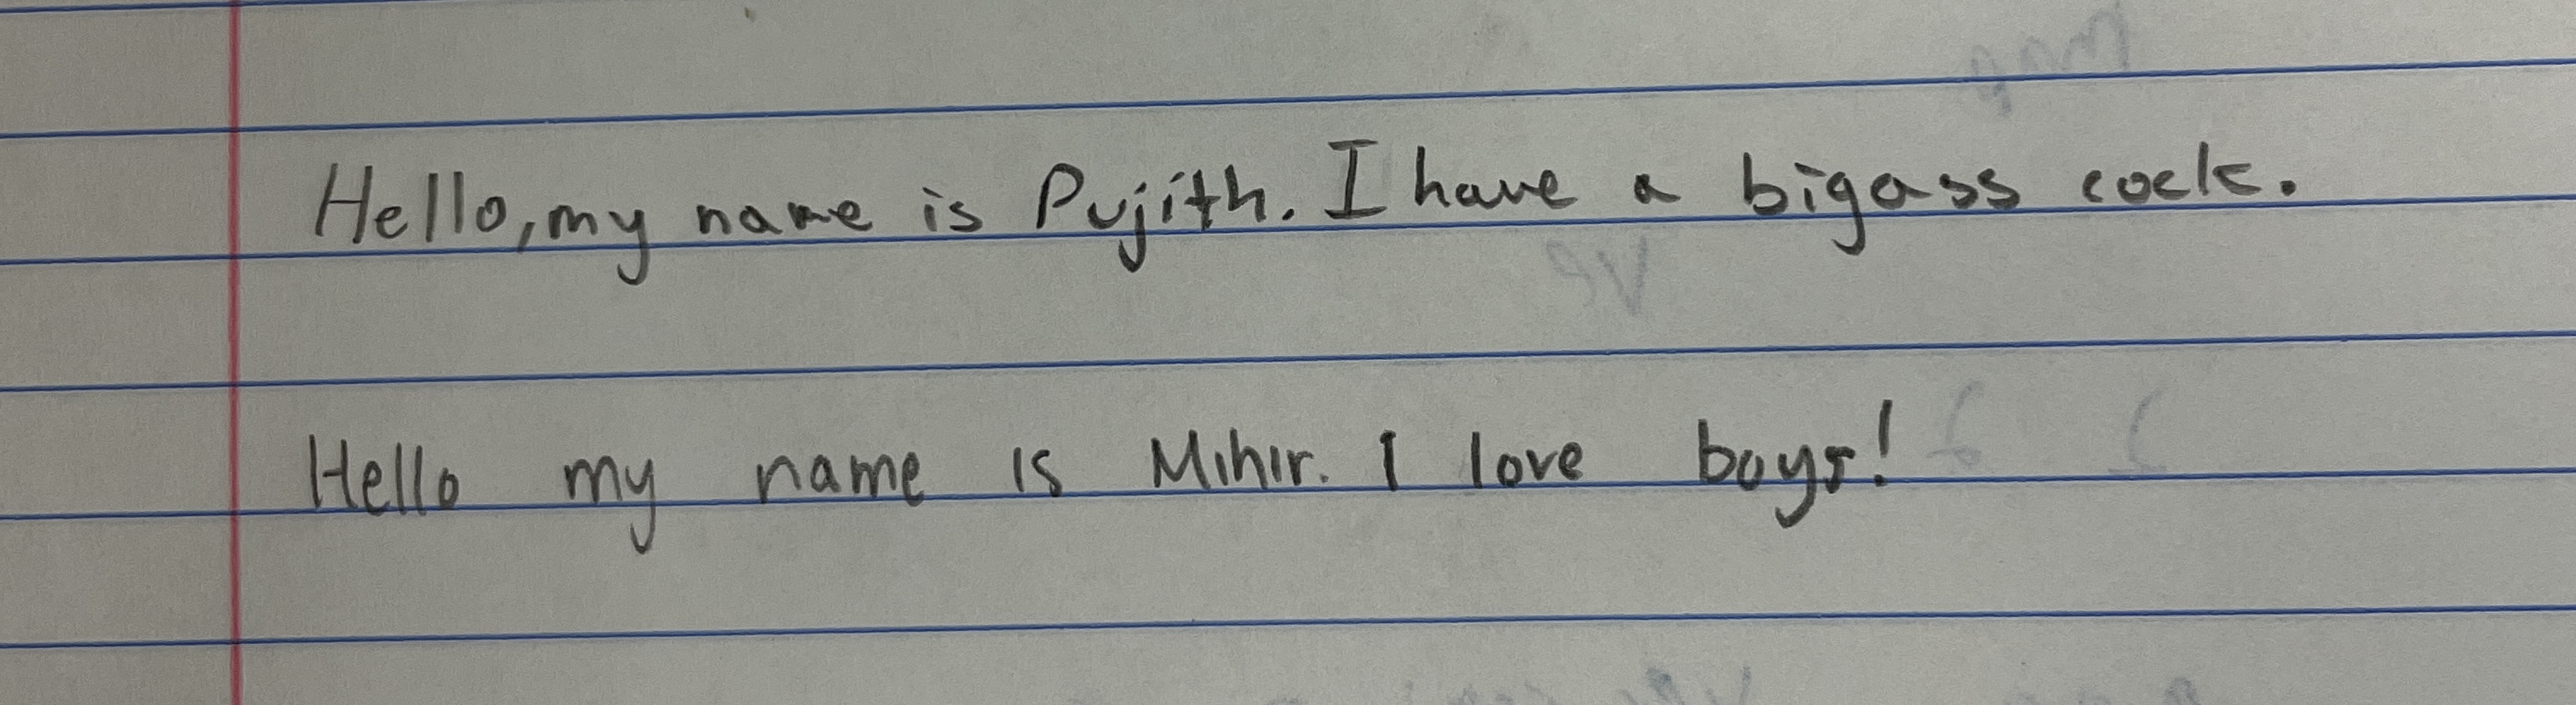 Hello, my name is Pujith. I have a bigass cock.
Hello my name is Mihir. I love boys!